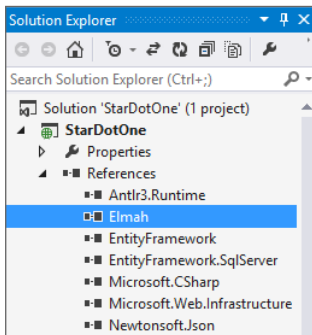 Solution Explorer
Search Solution Explorer (Ctrl+;)
Solution 'StarDotOne' (1 project)
StarDotOne
Properties
References
Antlr3.Runtime
Elmah
EntityFramework
EntityFramework.SqlServer
Microsoft.CSharp
Microsoft.Web.Infrastructure
Newtonsoft.Json